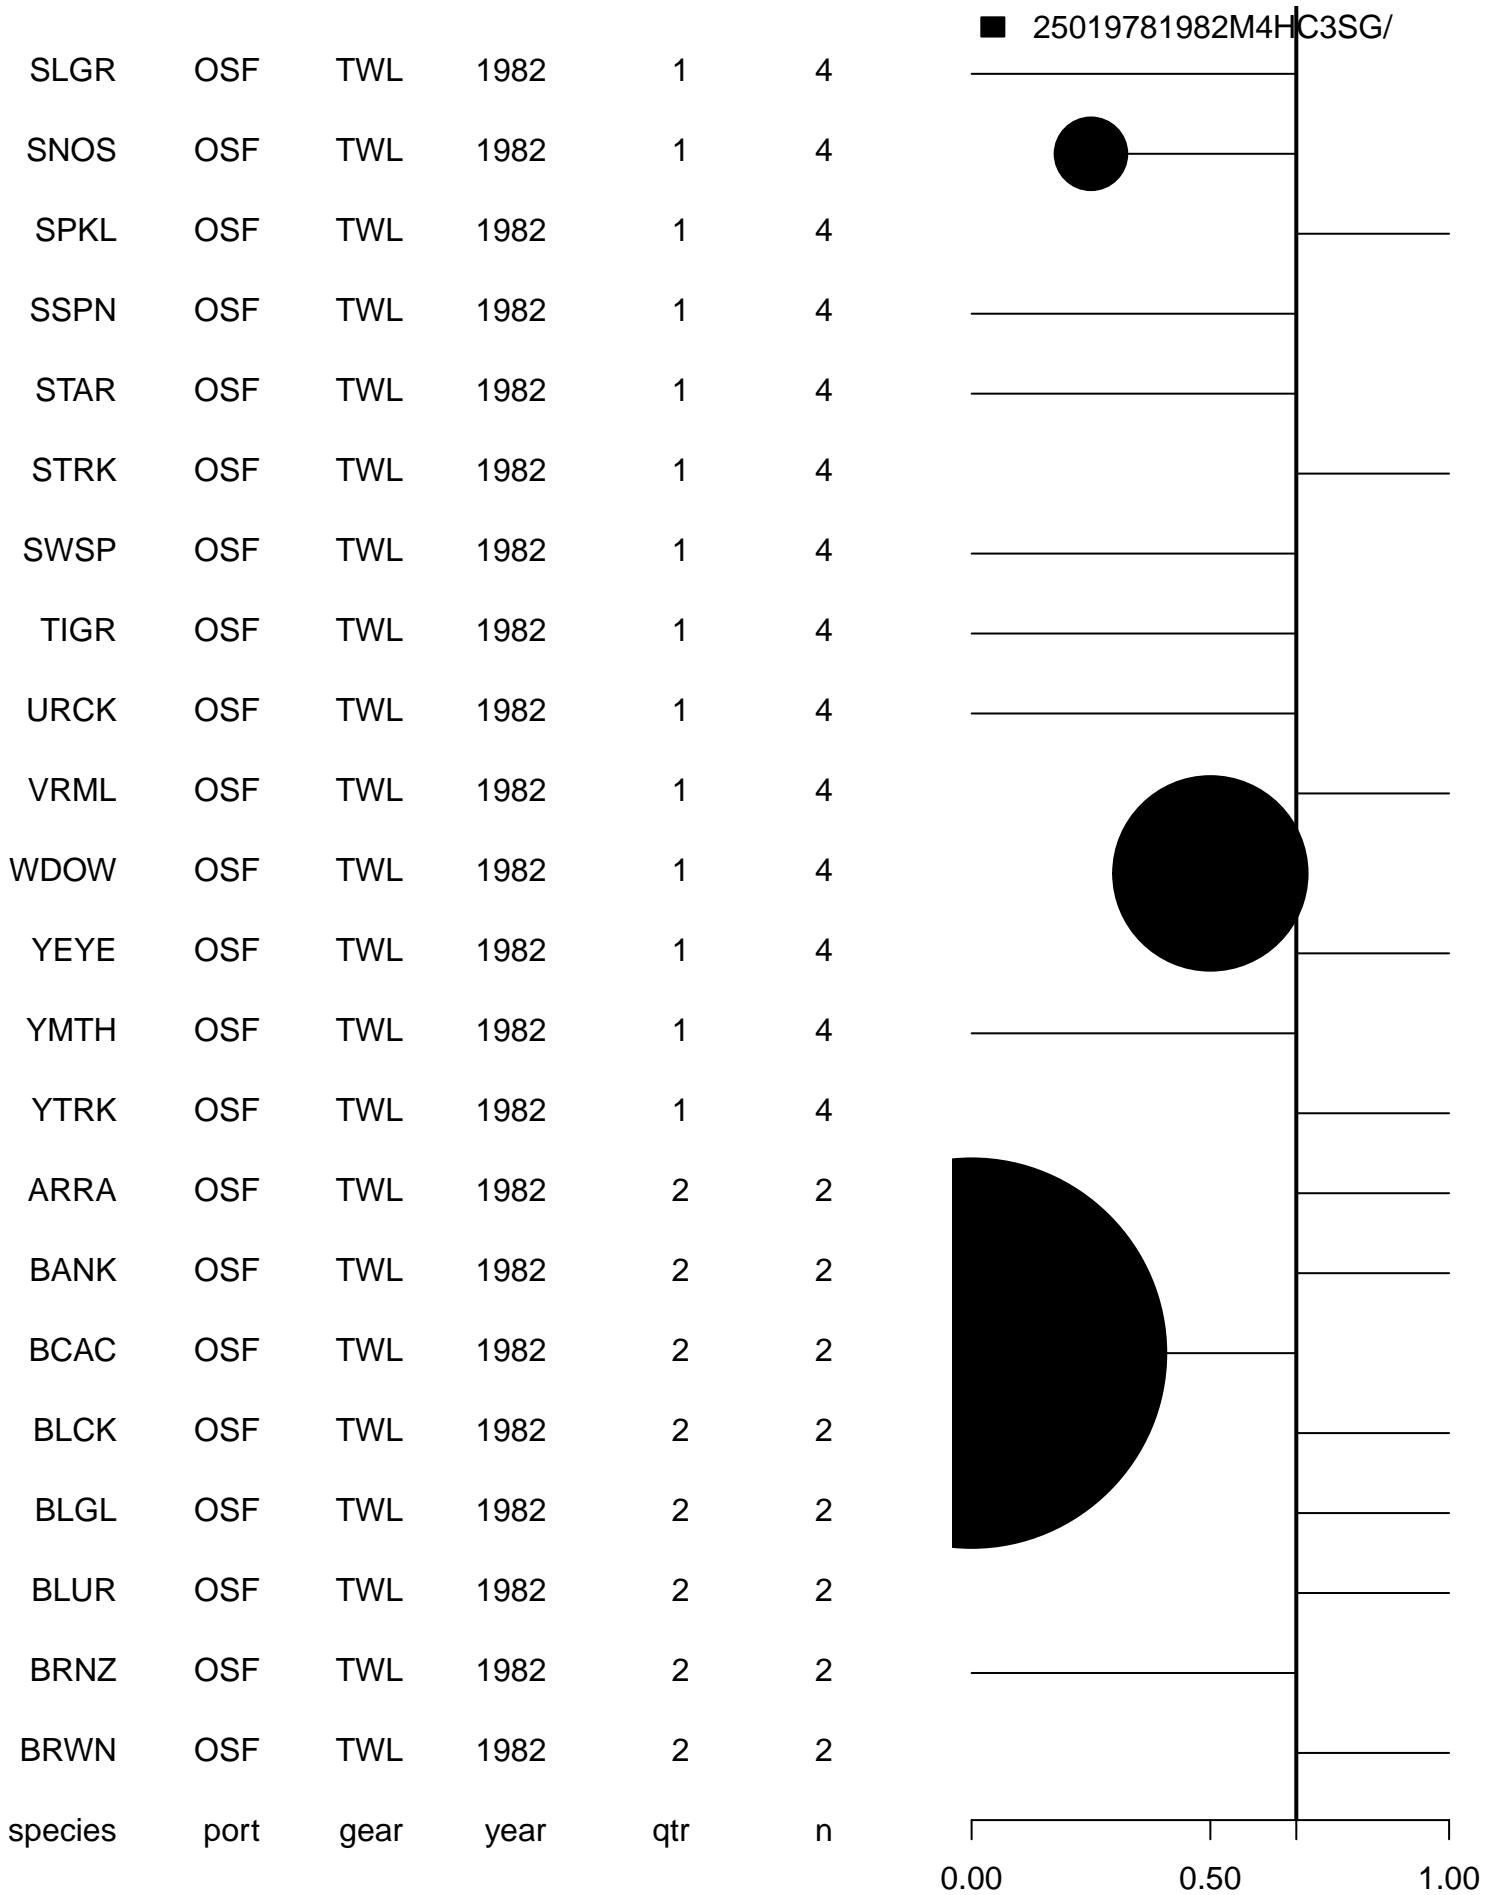 25019781982M4HC3SG/
SLGR OSF TWL 1982 1 4
SNOS OSF TWL 1982 1 4
SPKL OSF TWL 1982 1 4
SSPN OSF TWL 1982 1 4
STAR OSF TWL 1982 1 4
STRK OSF TWL 1982 1 4
SWSP OSF TWL 1982 1 4
TIGR OSF TWL 1982 1 4
URCK OSF TWL 1982 1 4
VRML OSF TWL 1982 1 4
WDOW OSF TWL 1982 1 4
YEYE OSF TWL 1982 1 4
YMTH OSF TWL 1982 1 4
YTRK OSF TWL 1982 1 4
ARRA OSF TWL 1982 2 2
BANK OSF TWL 1982 2 2
BCAC OSF TWL 1982 2 2
BLCK OSF TWL 1982 2 2
BLGL OSF TWL 1982 2 2
BLUR OSF TWL 1982 2 2
BRNZ OSF TWL 1982 2 2
BRWN OSF TWL 1982 2 2
species port gear year qtr n
0.00 0.50 1.00